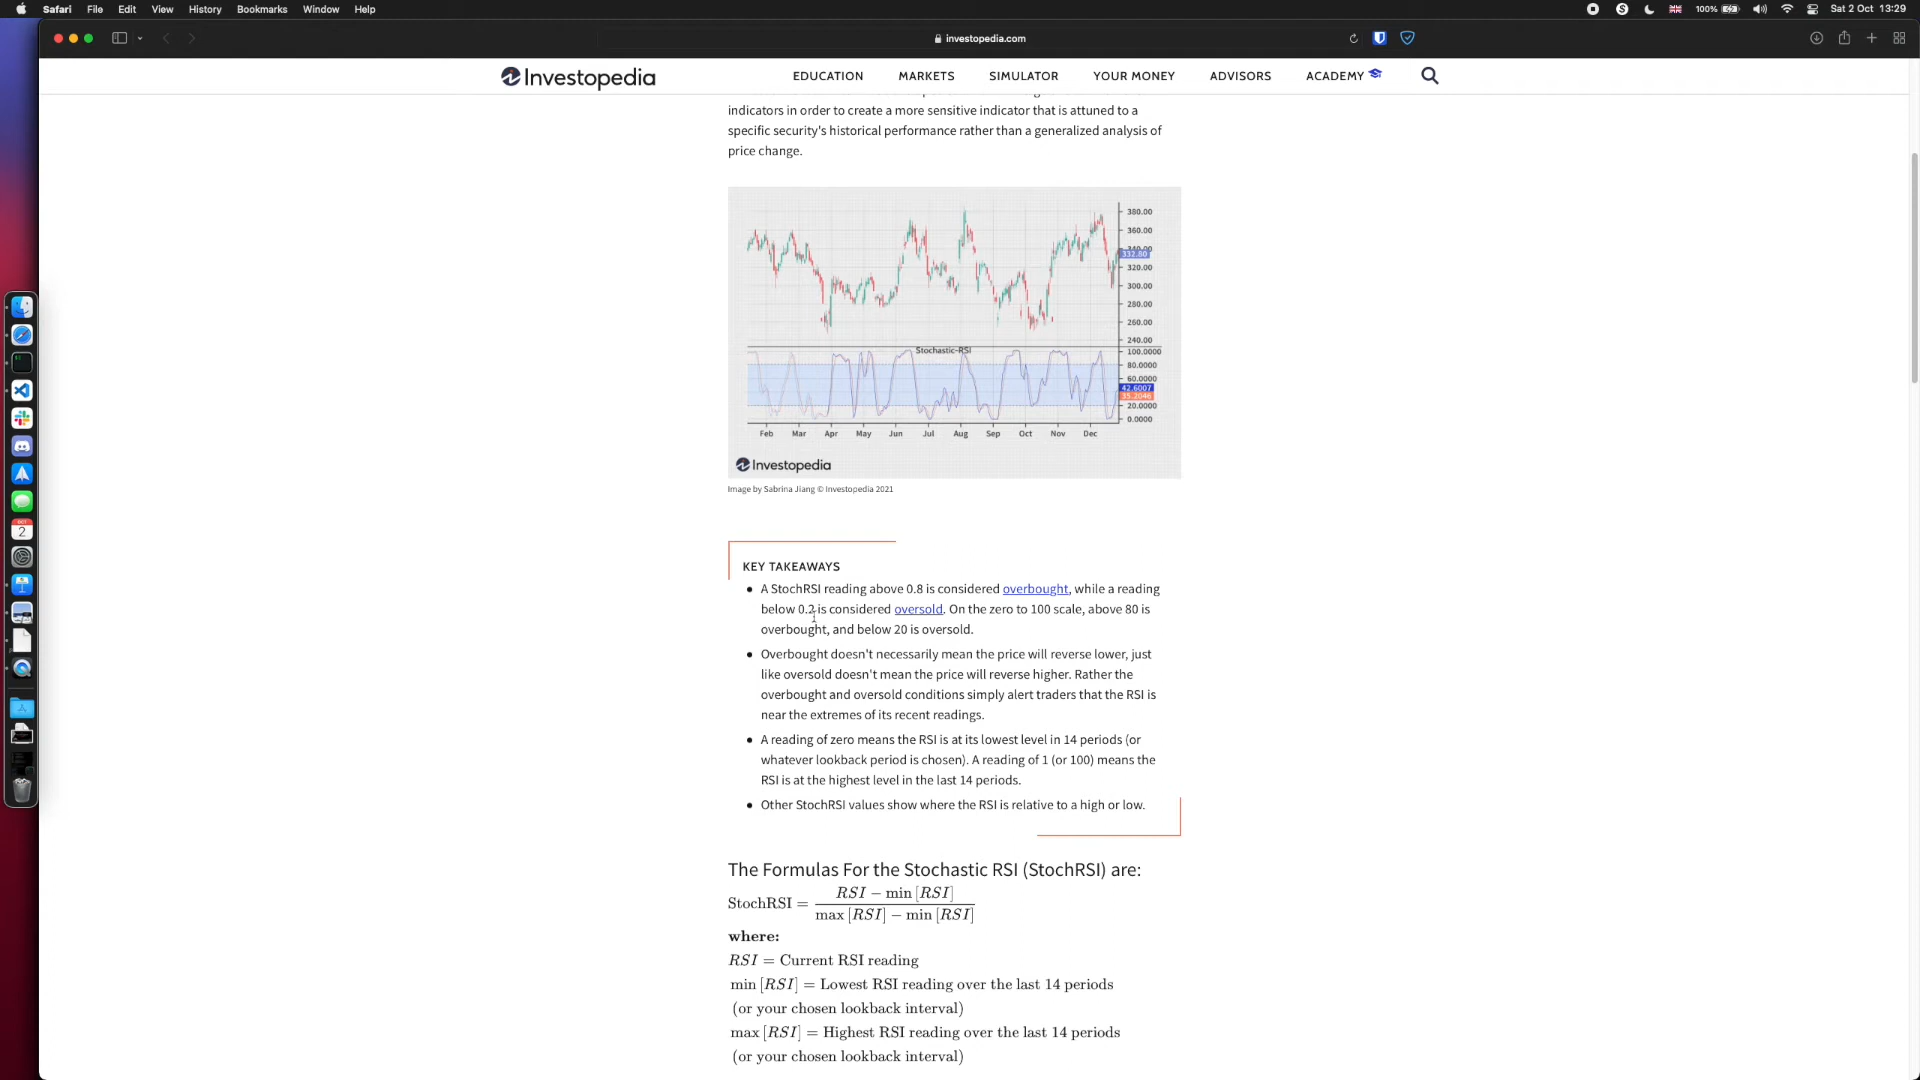 Safari File Edit View History Bookmarks Window Help 100% Sat 2 Oct 13:29
investopedia.com
Investopedia EDUCATION MARKETS SIMULATOR YOUR MONEY ADVISORS ACADEMY
indicators in order to create a more sensitive indicator that is attuned to a
specific security's historical performance rather than a generalized analysis of
price change.
380.00
360.00
340.00
332.80
320.00
300.00
280.00
260.00
240.00
Stochastic-RSI
100.0000
80.0000
60.0000
42.6007
35.2046
20.0000
0.0000
Feb Mar Apr May Jun Jul Aug Sep Oct Nov Dec
Investopedia
Image by Sabrina Jiang © Investopedia 2021
KEY TAKEAWAYS
• A StochRSI reading above 0.8 is considered overbought, while a reading
below 0.2 is considered oversold. On the zero to 100 scale, above 80 is
overbought, and below 20 is oversold.
• Overbought doesn't necessarily mean the price will reverse lower, just
like oversold doesn't mean the price will reverse higher. Rather the
overbought and oversold conditions simply alert traders that the RSI is
near the extremes of its recent readings.
• A reading of zero means the RSI is at its lowest level in 14 periods (or
whatever lookback period is chosen). A reading of 1 (or 100) means the
RSI is at the highest level in the last 14 periods.
• Other StochRSI values show where the RSI is relative to a high or low.
The Formulas For the Stochastic RSI (StochRSI) are:
StochRSI = RSI − min [RSI]
max [RSI] − min [RSI]
where:
RSI = Current RSI reading
min [RSI] = Lowest RSI reading over the last 14 periods
(or your chosen lookback interval)
max [RSI] = Highest RSI reading over the last 14 periods
(or your chosen lookback interval)